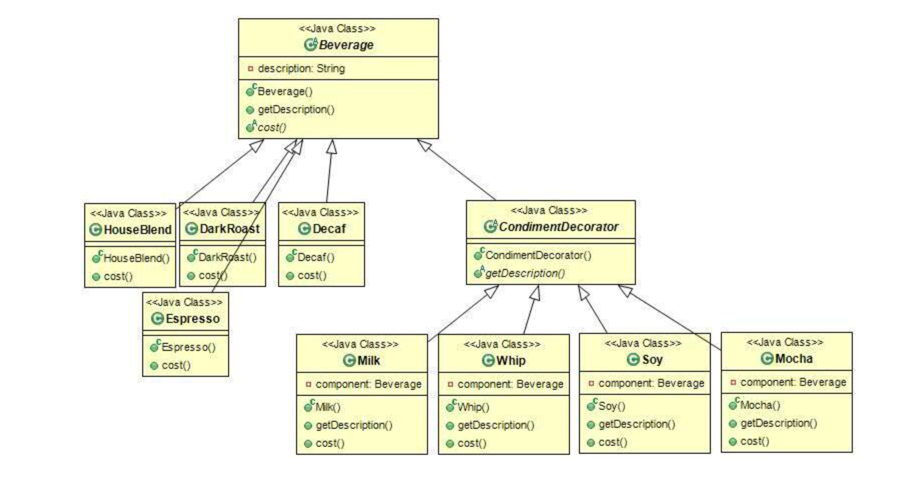 <<Java Class>>
Beverage
description: String
Beverage()
getDescription()
cost()
<<Java Class>>
HouseBlend
HouseBlend()
cost()
<<Java Class>>
DarkRoast
DarkRoast()
cost()
<<Java Class>>
Decaf
Decaf()
cost()
<<Java Class>>
CondimentDecorator
CondimentDecorator()
getDescription()
<<Java Class>>
Espresso
Espresso()
cost()
<<Java Class>>
Milk
component: Beverage
Milk()
getDescription()
cost()
<<Java Class>>
Whip
component: Beverage
Whip()
getDescription()
cost()
<<Java Class>>
Soy
component: Beverage
Soy()
getDescription()
cost()
<<Java Class>>
Mocha
component: Beverage
Mocha()
getDescription()
cost()